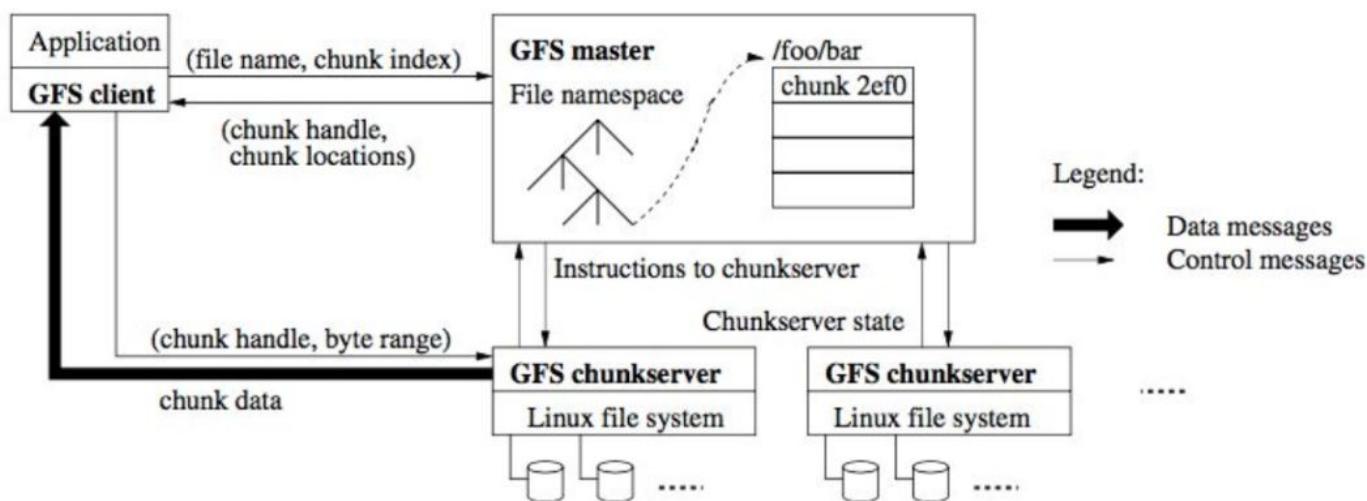 Application
GFS client
(file name, chunk index)
(chunk handle,
chunk locations)
GFS master
File namespace
/foo/bar
chunk 2ef0
Legend:
Data messages
Control messages
Instructions to chunkserver
Chunkserver state
(chunk handle, byte range)
chunk data
GFS chunkserver
Linux file system
GFS chunkserver
Linux file system